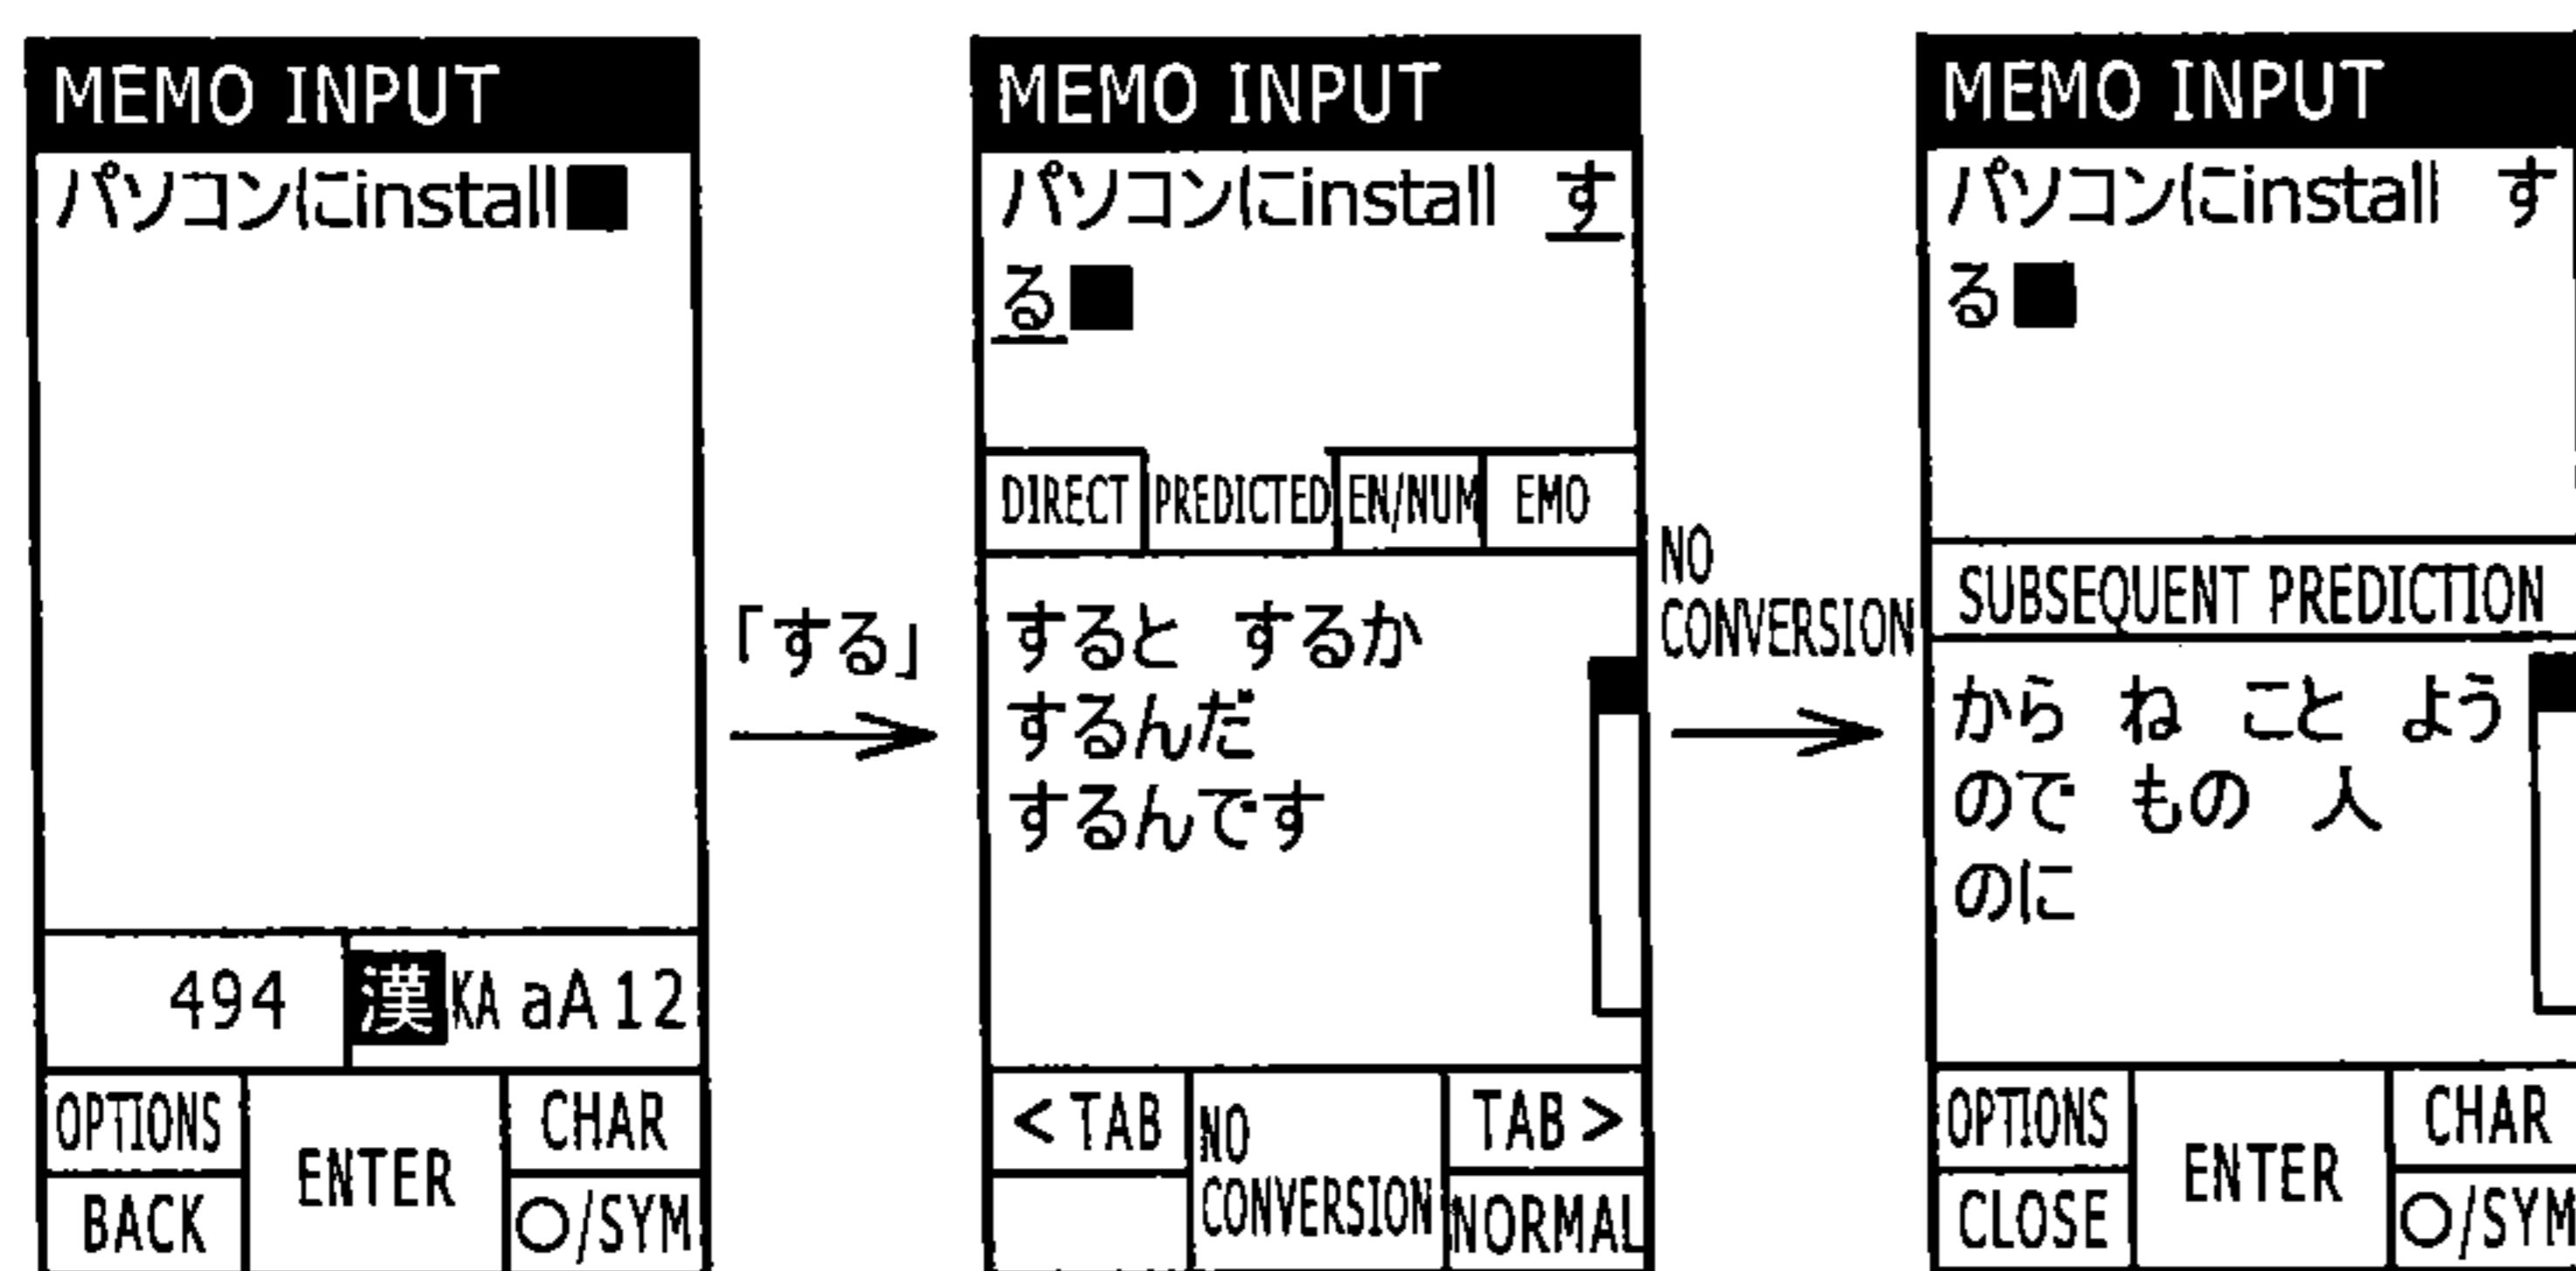 MEMO INPUT
パソコンにinstall
494
漢 KA aA 12
OPTIONS
ENTER
CHAR
BACK
○/SYM
「する」
MEMO INPUT
パソコンにinstall す
る
DIRECT PREDICTED EN/NUM EMO
すると するか
するんだ
するんです
< TAB
NO
CONVERSION
TAB >
NORMAL
NO
CONVERSION
MEMO INPUT
パソコンにinstall す
る
SUBSEQUENT PREDICTION
から ね こと よう
ので もの 人
のに
OPTIONS
ENTER
CHAR
CLOSE
○/SYM